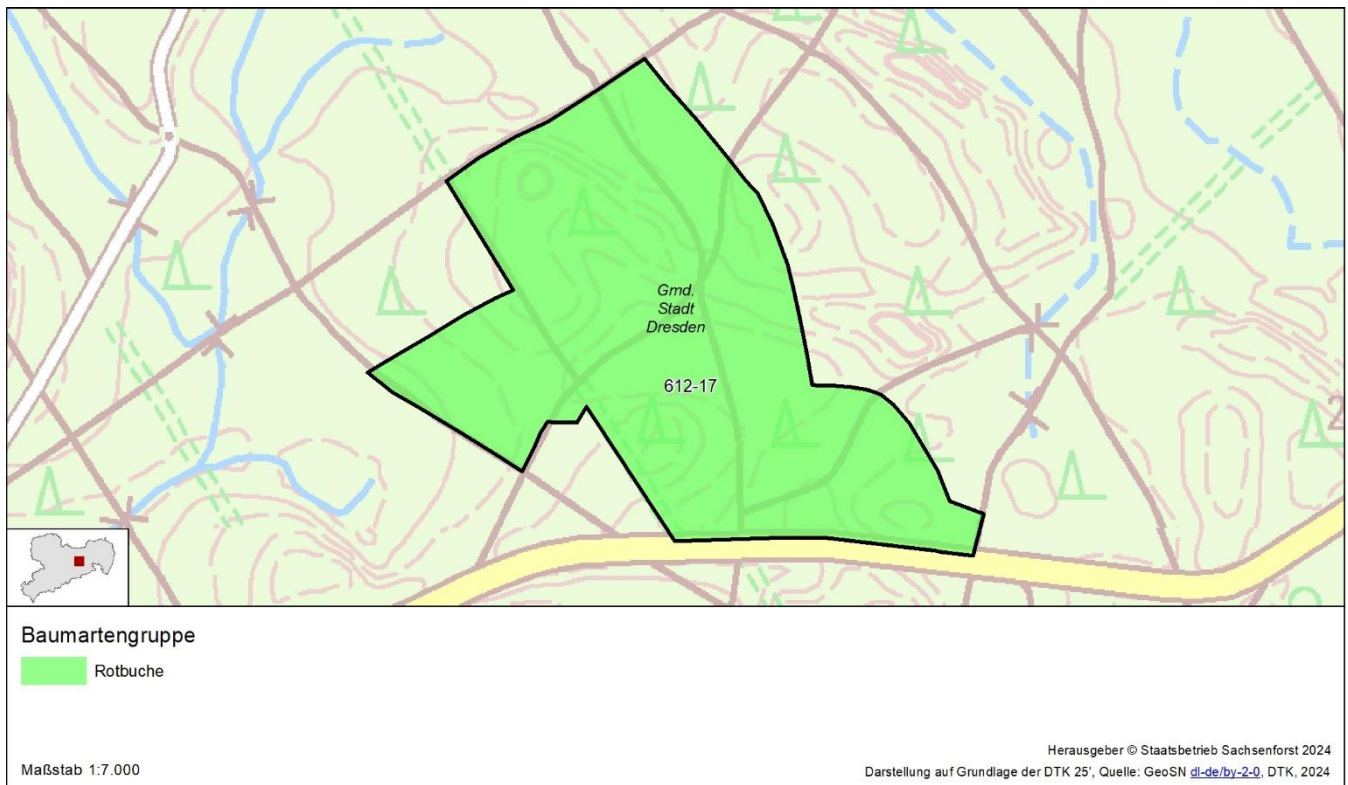 Gmd.
Stadt
Dresden
612-17
2
Baumartengruppe
Rotbuche
Maßstab 1:7.000
Herausgeber © Staatsbetrieb Sachsenforst 2024
Darstellung auf Grundlage der DTK 25', Quelle: GeoSN dl-de/by-2-0, DTK, 2024